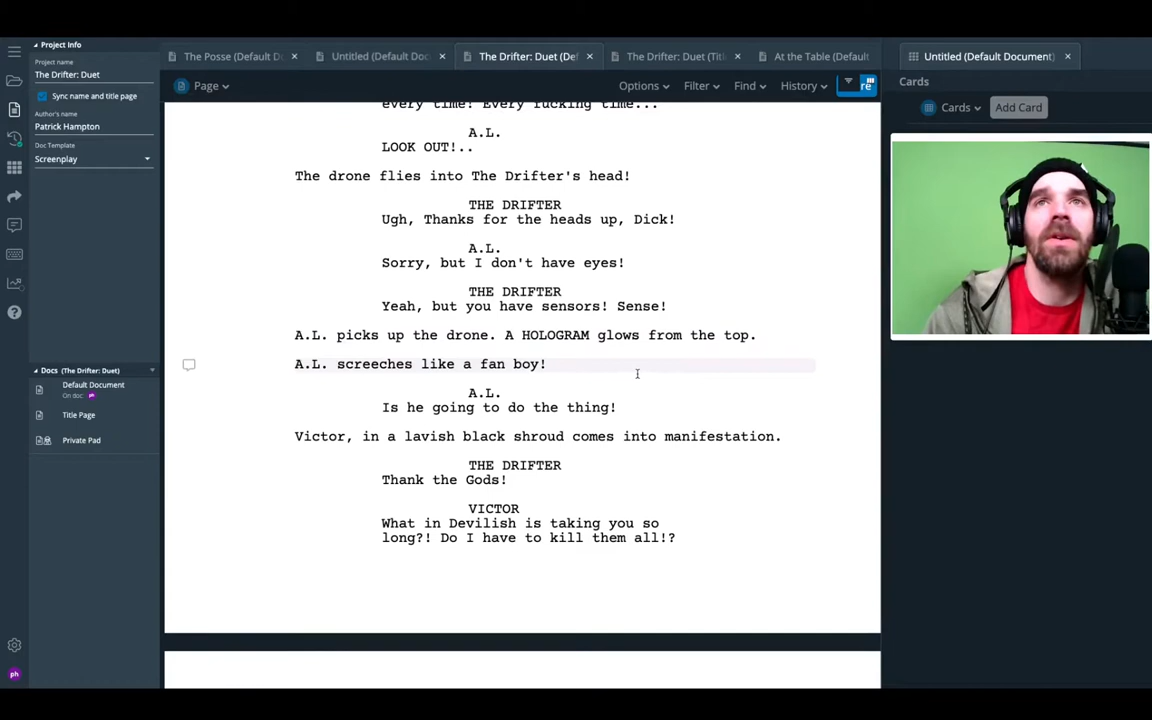 Project Info
Project name
The Drifter: Duet
Sync name and title page
Author's name
Patrick Hampton
Doc Template
Screenplay
Docs (The Drifter: Duet)
Default Document
On doc: ph
Title Page
Private Pad
ph
The Posse (Default D
Untitled (Default Doc
The Drifter: Duet (Def
The Drifter: Duet (Titl
At the Table (Default
Page
Options
Filter
Find
History
re
every time! Every fucking time...
A.L.
LOOK OUT!..
The drone flies into The Drifter's head!
THE DRIFTER
Ugh, Thanks for the heads up, Dick!
A.L.
Sorry, but I don't have eyes!
THE DRIFTER
Yeah, but you have sensors! Sense!
A.L. picks up the drone. A HOLOGRAM glows from the top.
A.L. screeches like a fan boy!
A.L.
Is he going to do the thing!
Victor, in a lavish black shroud comes into manifestation.
THE DRIFTER
Thank the Gods!
VICTOR
What in Devilish is taking you so
long?! Do I have to kill them all!?
Untitled (Default Document)
Cards
Cards
Add Card